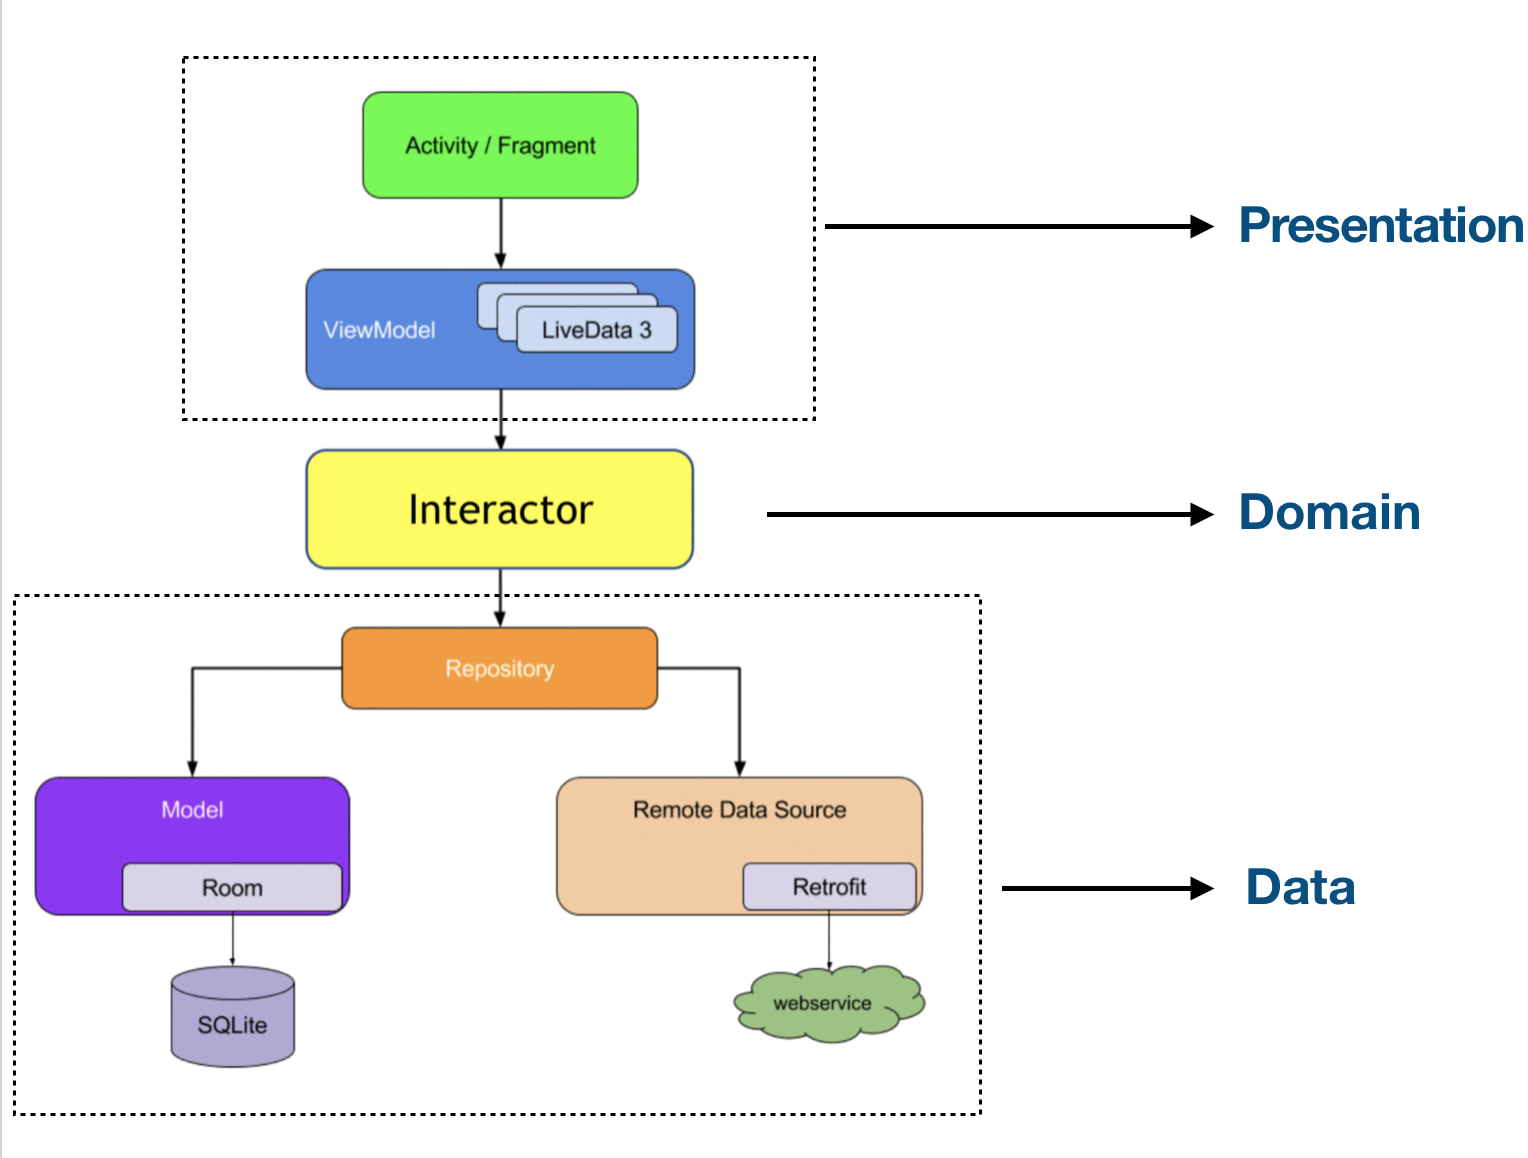 Activity / Fragment
Presentation
ViewModel
LiveData 3
Interactor
Domain
Repository
Model
Remote Data Source
Room
Retrofit
Data
SQLite
webservice